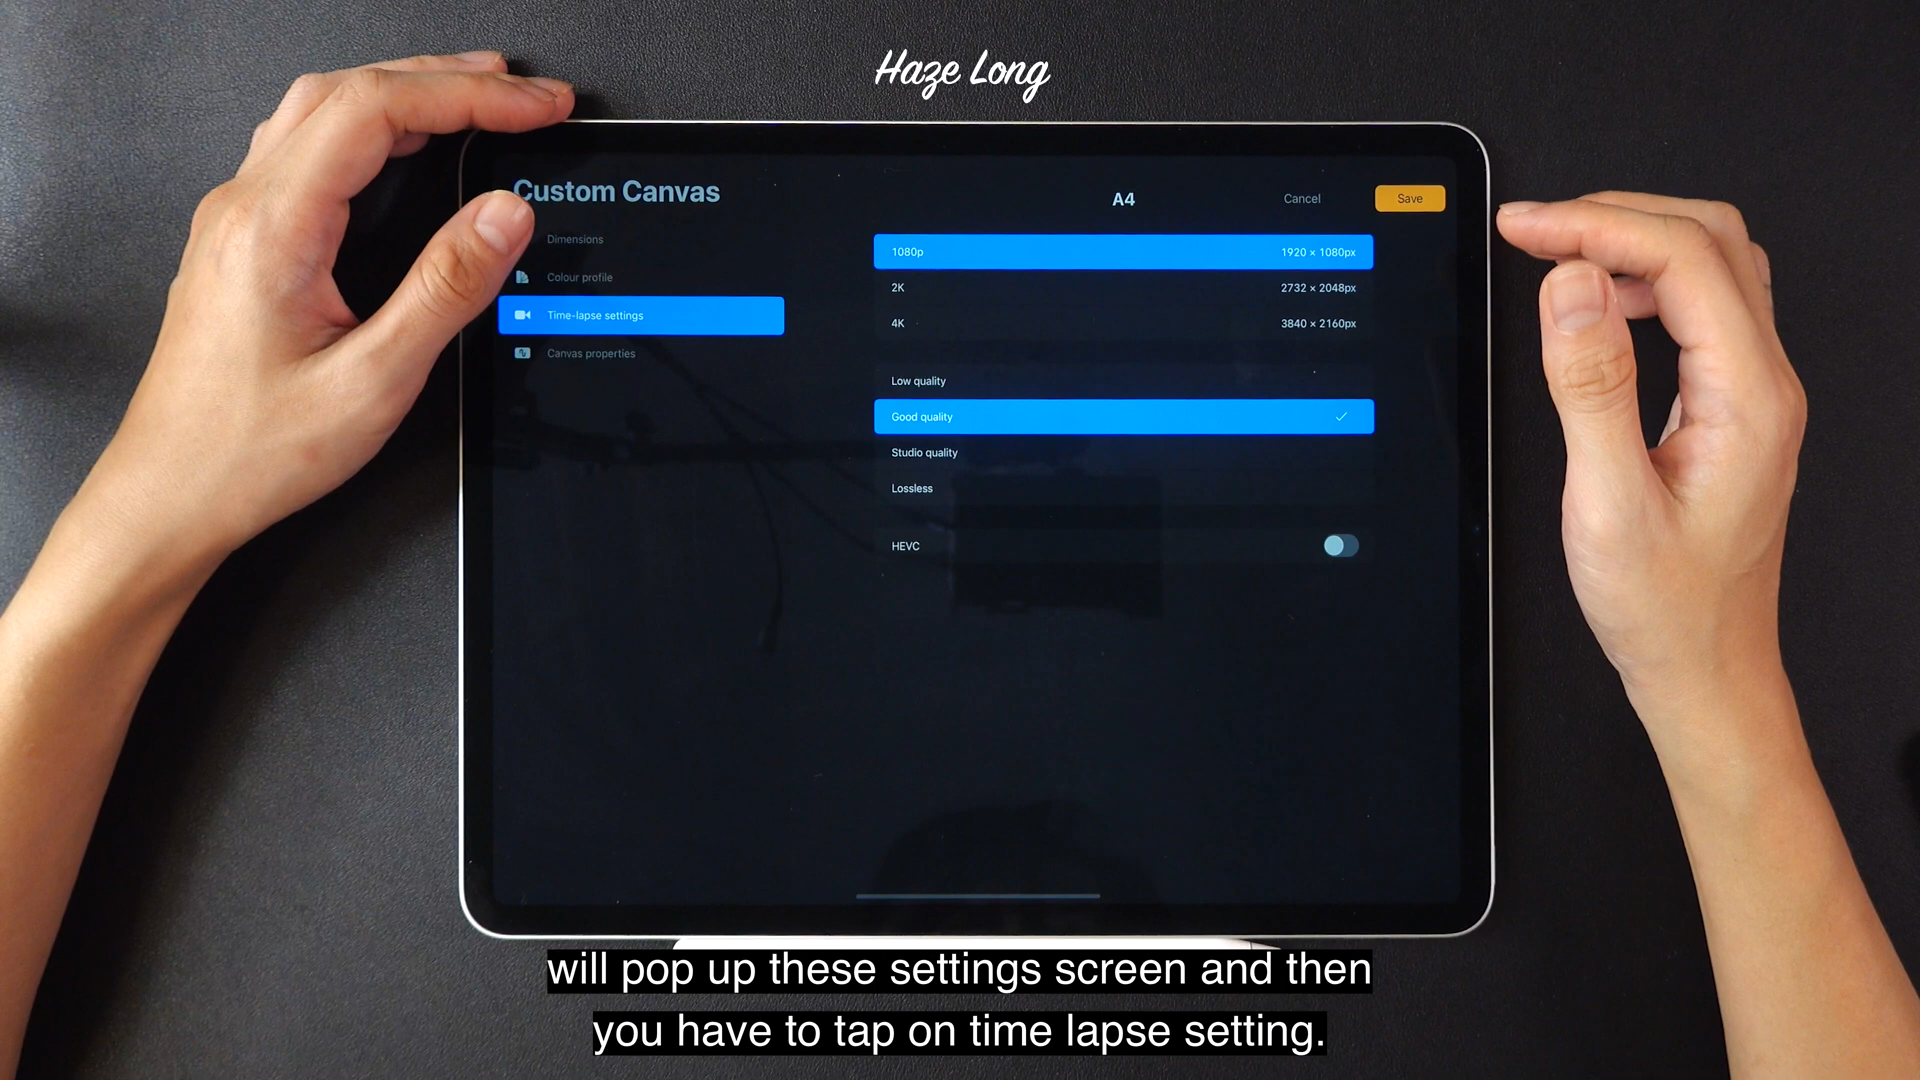 Haze Long
Custom Canvas
A4
Cancel
Save
Dimensions
Colour profile
Time-lapse settings
Canvas properties
1080p 1920 × 1080px
2K 2732 × 2048px
4K 3840 × 2160px
Low quality
Good quality
Studio quality
Lossless
HEVC
will pop up these settings screen and then
you have to tap on time lapse setting.